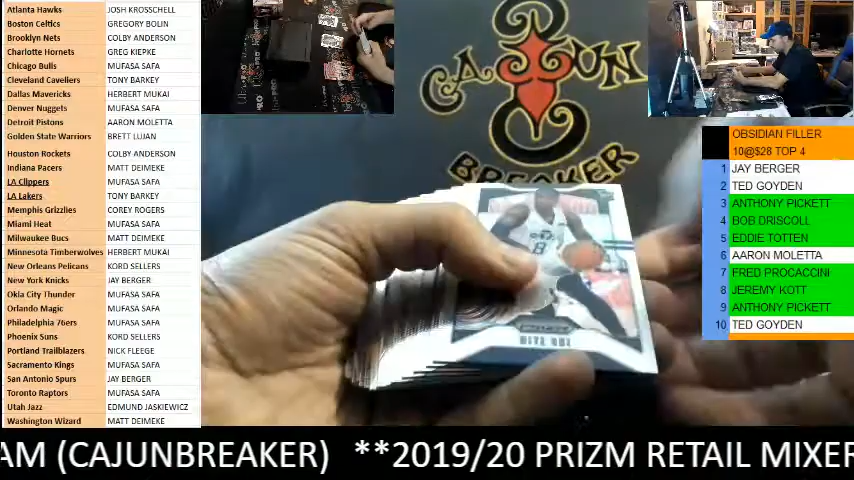 Atlanta Hawks JOSH KROSSCHELL
Boston Celtics GREGORY BOLIN
Brooklyn Nets COLBY ANDERSON
Charlotte Hornets GREG KIEPKE
Chicago Bulls MUFASA SAFA
Cleveland Cavaliers TONY BARKEY
Dallas Mavericks HERBERT MUKAI
Denver Nuggets MUFASA SAFA
Detroit Pistons AARON MOLETTA
Golden State Warriors BRETT LUJAN
Houston Rockets COLBY ANDERSON
Indiana Pacers MATT DEIMEKE
LA Clippers MUFASA SAFA
LA Lakers TONY BARKEY
Memphis Grizzlies COREY ROGERS
Miami Heat MUFASA SAFA
Milwaukee Bucs MATT DEIMEKE
Minnesota Timberwolves HERBERT MUKAI
New Orleans Pelicans KORD SELLERS
New York Knicks JAY BERGER
Okla City Thunder MUFASA SAFA
Orlando Magic MUFASA SAFA
Philadelphia 76ers MUFASA SAFA
Phoenix Suns KORD SELLERS
Portland Trailblazers NICK FLEEGE
Sacramento Kings MUFASA SAFA
San Antonio Spurs JAY BERGER
Toronto Raptors MUFASA SAFA
Utah Jazz EDMUND JASKIEWICZ
Washington Wizard MATT DEIMEKE
CAJUN
BREAKER
OBSIDIAN FILLER
10@$28 TOP 4
1 JAY BERGER
2 TED GOYDEN
3 ANTHONY PICKETT
4 BOB DRISCOLL
5 EDDIE TOTTEN
6 AARON MOLETTA
7 FRED PROCACCINI
8 JEREMY KOTT
9 ANTHONY PICKETT
10 TED GOYDEN
8
AM (CAJUNBREAKER) **2019/20 PRIZM RETAIL MIXER